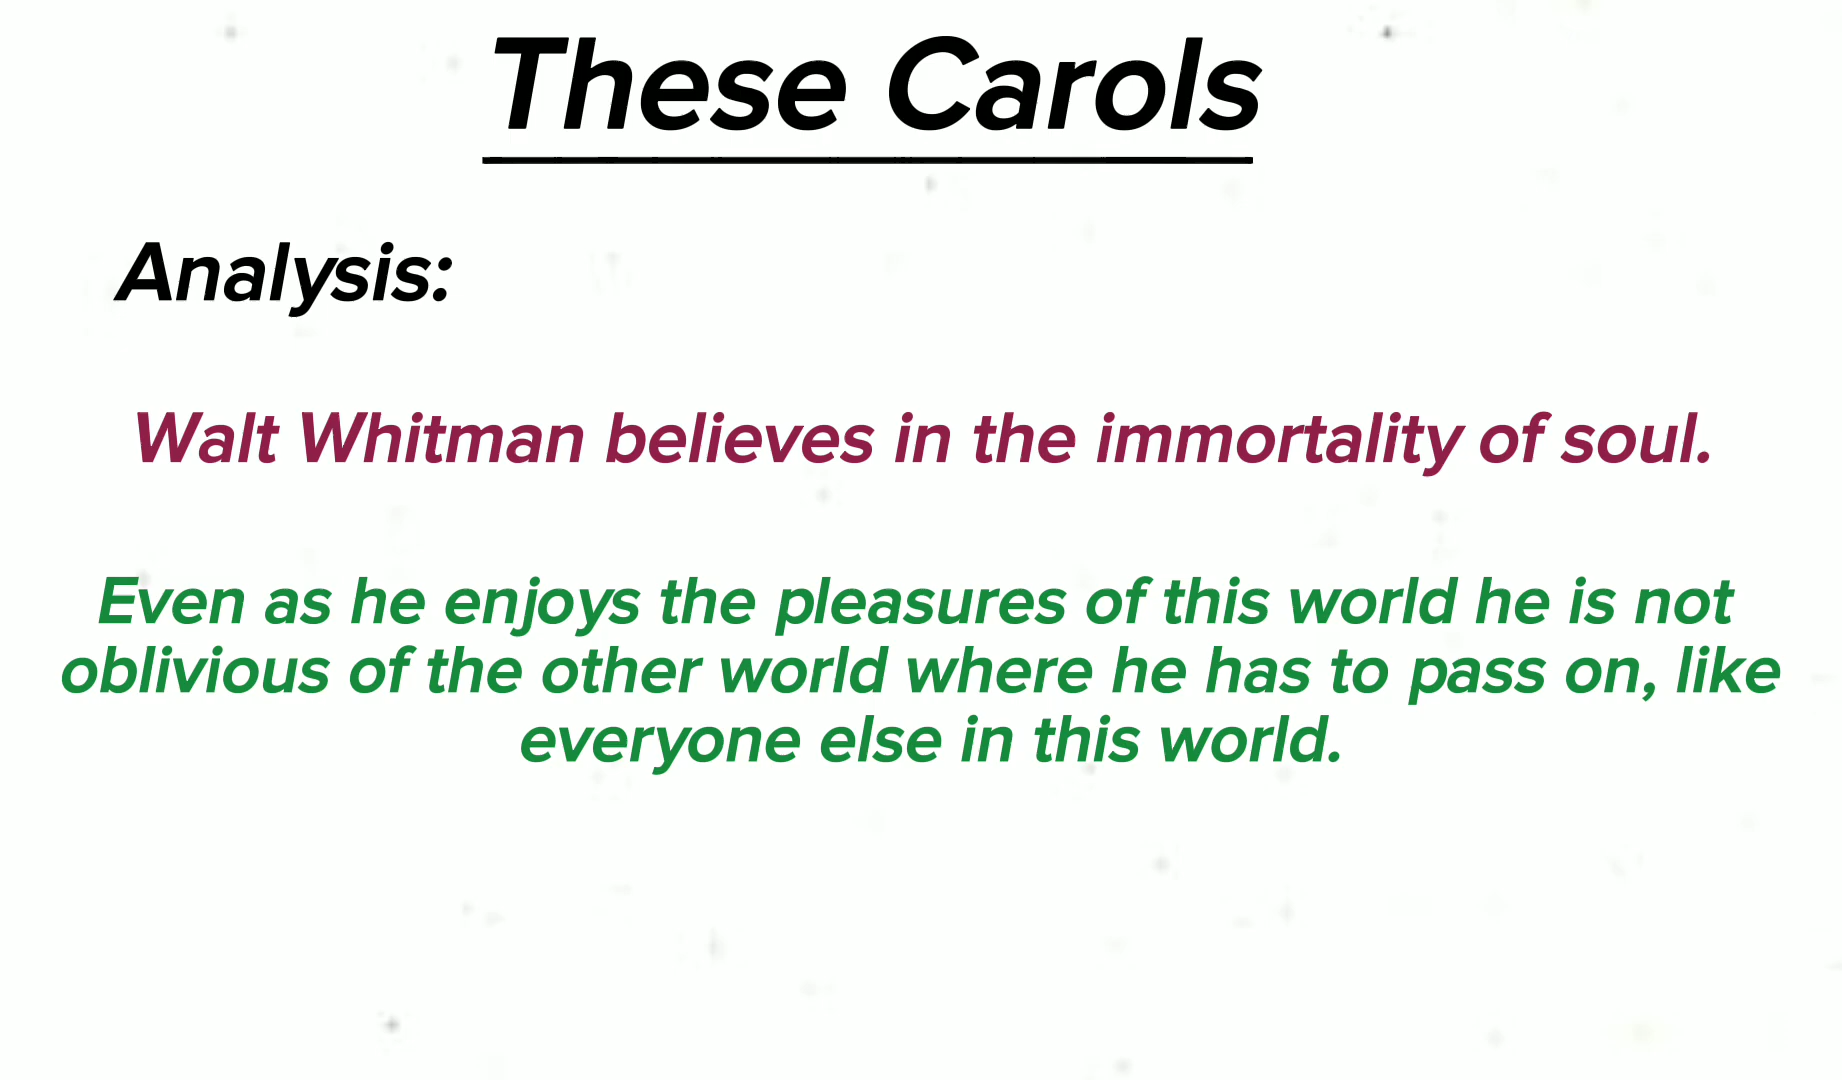 These Carols
Analysis:
Walt Whitman believes in the immortality of soul.
Even as he enjoys the pleasures of this world he is not
oblivious of the other world where he has to pass on, like
everyone else in this world.